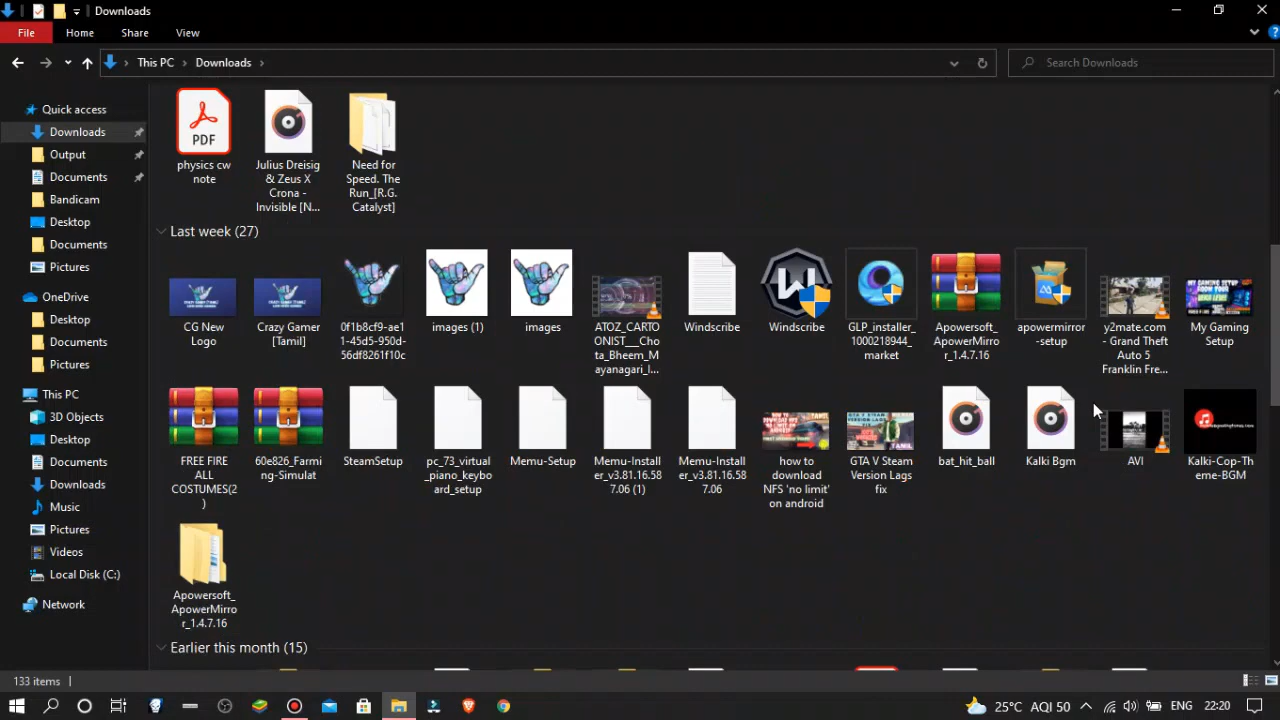 Downloads
File Home Share View
This PC Downloads
Search Downloads
Quick access
Downloads
Output
Documents
Bandicam
Desktop
Documents
Pictures
OneDrive
Desktop
Documents
Pictures
This PC
3D Objects
Desktop
Documents
Downloads
Music
Pictures
Videos
Local Disk (C:)
Network
PDF
physics cw
note
Julius Dreisig
& Zeus X
Crona -
Invisible [N...
Need for
Speed. The
Run_[R.G.
Catalyst]
Last week (27)
CG New
Logo
Crazy Gamer
[Tamil]
0f1b8cf9-ae1
1-45d5-950d-
56df8261f10c
images (1)
images
ATOZ_CARTO
ONIST___Cho
ta_Bheem_M
ayanagari_I...
Windscribe
Windscribe
GLP_installer_
1000218944_
market
Apowersoft_
ApowerMirro
r_1.4.7.16
apowermirror
-setup
y2mate.com
- Grand Theft
Auto 5
Franklin Fre...
My Gaming
Setup
FREE FIRE
ALL
COSTUMES(2
)
60e826_Farmi
ng-Simulat
SteamSetup
pc_73_virtual
_piano_keybo
ard_setup
Memu-Setup
Memu-Install
er_v3.81.16.58
7.06 (1)
Memu-Install
er_v3.81.16.58
7.06
how to
download
NFS 'no limit'
on android
GTA V Steam
Version Lags
fix
bat_hit_ball
Kalki Bgm
AVI
Kalki-Cop-Th
eme-BGM
Apowersoft_
ApowerMirro
r_1.4.7.16
Earlier this month (15)
133 items
25°C AQI 50
ENG 22:20